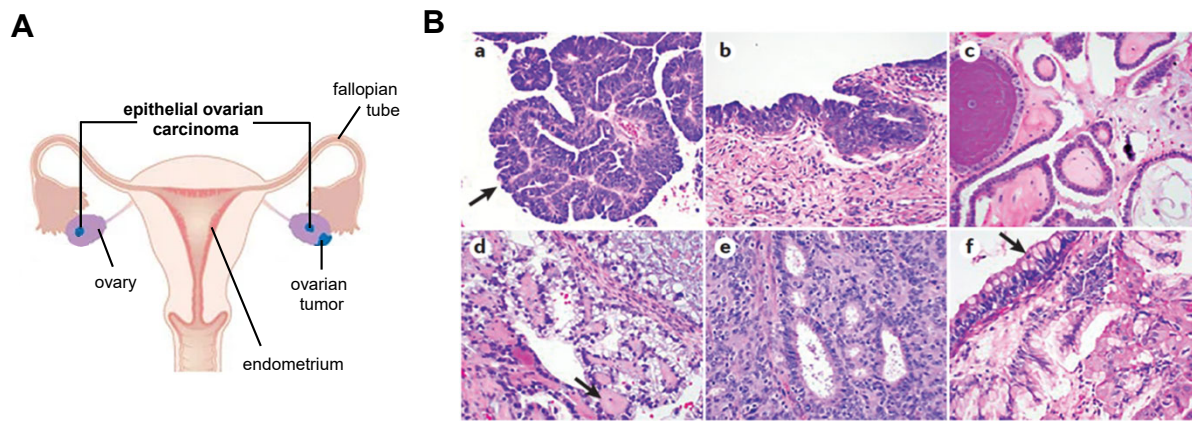 A
B
fallopian
tube
epithelial ovarian
carcinoma
ovary
ovarian
tumor
endometrium
a
b
c
d
e
f